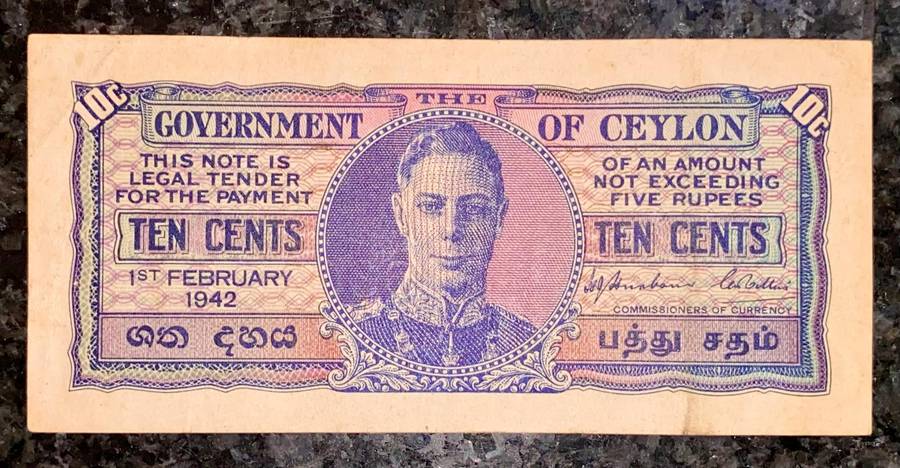 10c
10c
THE
GOVERNMENT OF CEYLON
THIS NOTE IS
LEGAL TENDER
FOR THE PAYMENT
TEN CENTS
1ST FEBRUARY
1942
ශත දහය
OF AN AMOUNT
NOT EXCEEDING
FIVE RUPEES
TEN CENTS
COMMISSIONERS OF CURRENCY
பத்து சதம்